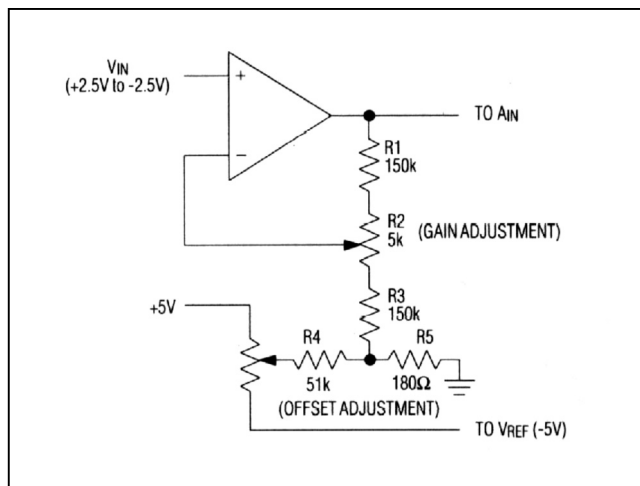 VIN
(+2.5V to -2.5V)
+
−
TO AIN
R1
150k
R2
5k
(GAIN ADJUSTMENT)
R3
150k
+5V
R4
R5
51k
180Ω
(OFFSET ADJUSTMENT)
TO VREF (-5V)